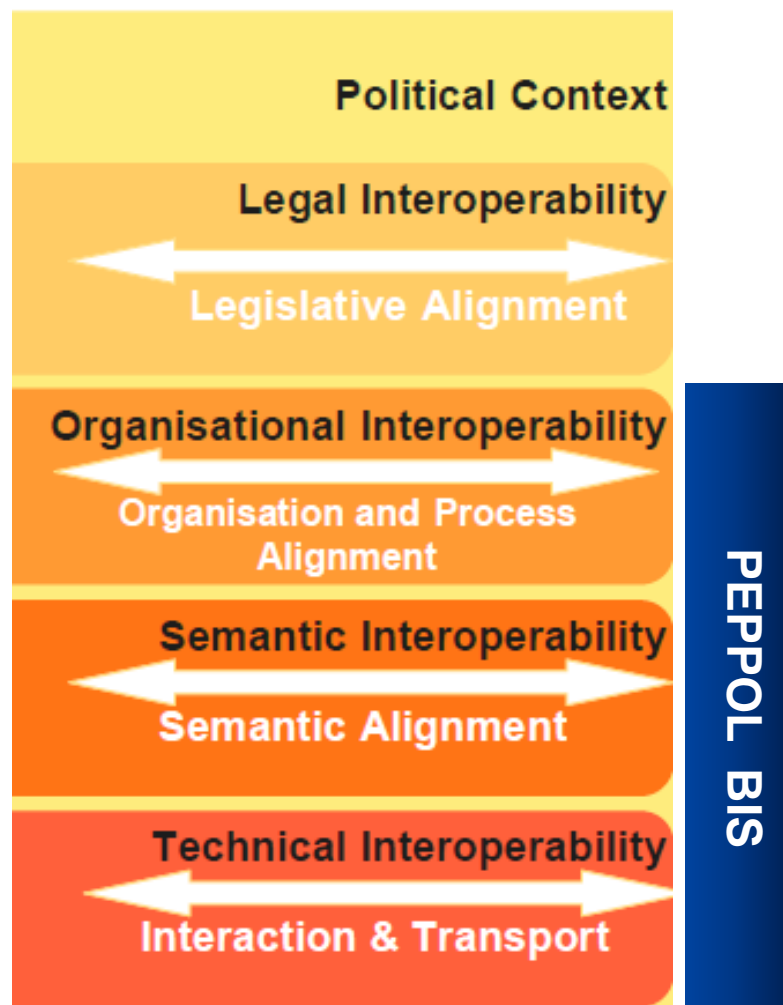 Political Context
Legal Interoperability
Legislative Alignment
Organisational Interoperability
Organisation and Process
Alignment
Semantic Interoperability
Semantic Alignment
Technical Interoperability
Interaction & Transport
PEPPOL BIS